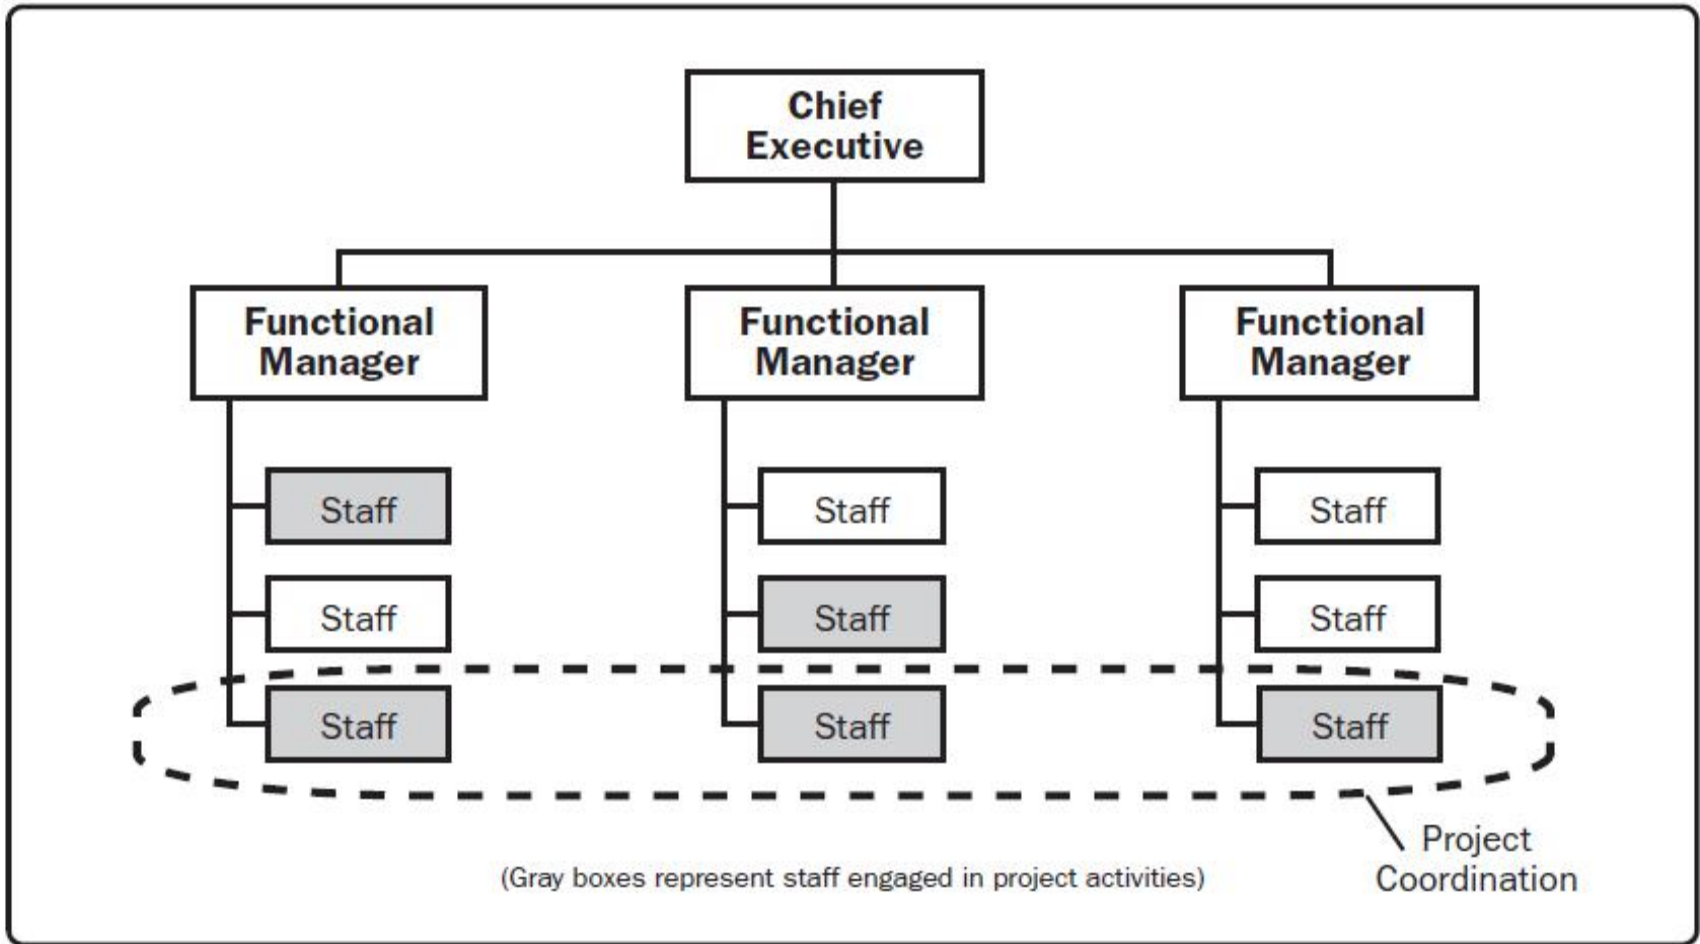 Chief
Executive
Functional
Manager
Functional
Manager
Functional
Manager
Staff
Staff
Staff
Staff
Staff
Staff
Staff
Staff
Staff
Project
Coordination
(Gray boxes represent staff engaged in project activities)